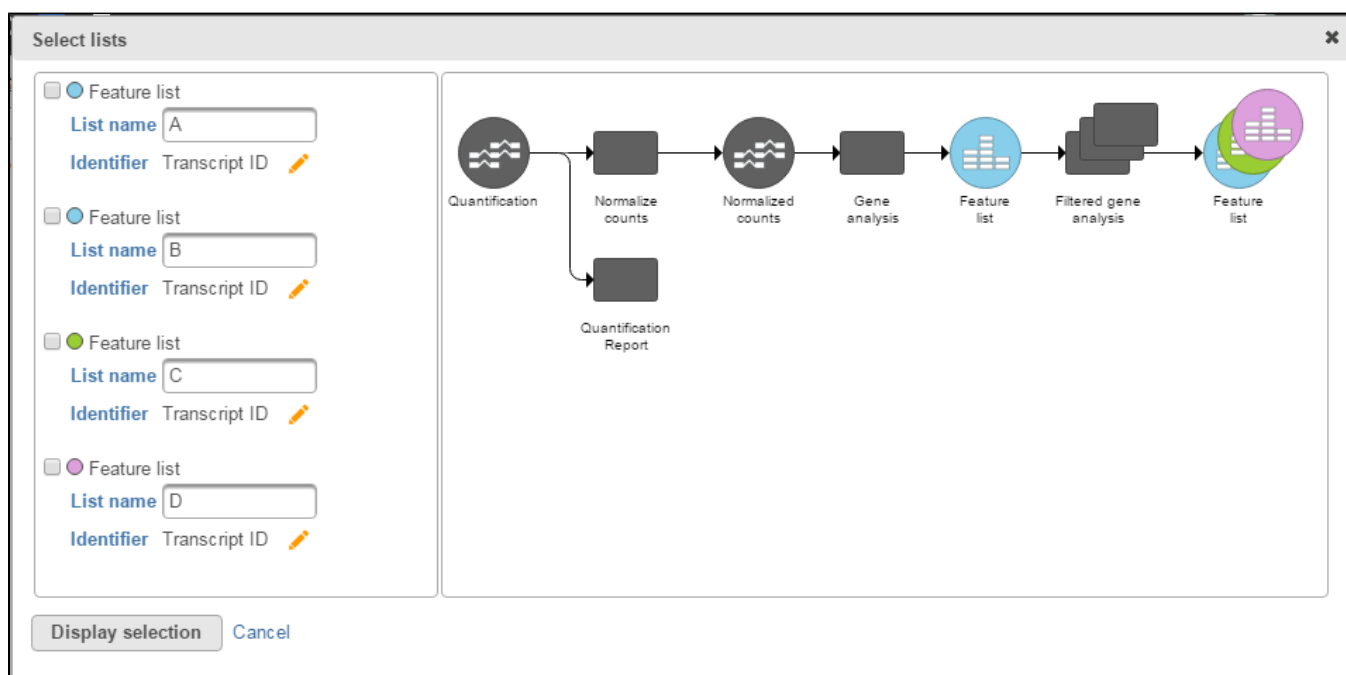 Select lists
Feature list
List name A
Identifier Transcript ID
Feature list
List name B
Identifier Transcript ID
Feature list
List name C
Identifier Transcript ID
Feature list
List name D
Identifier Transcript ID
Quantification
Normalize
counts
Normalized
counts
Gene
analysis
Feature
list
Filtered gene
analysis
Feature
list
Quantification
Report
Display selection Cancel